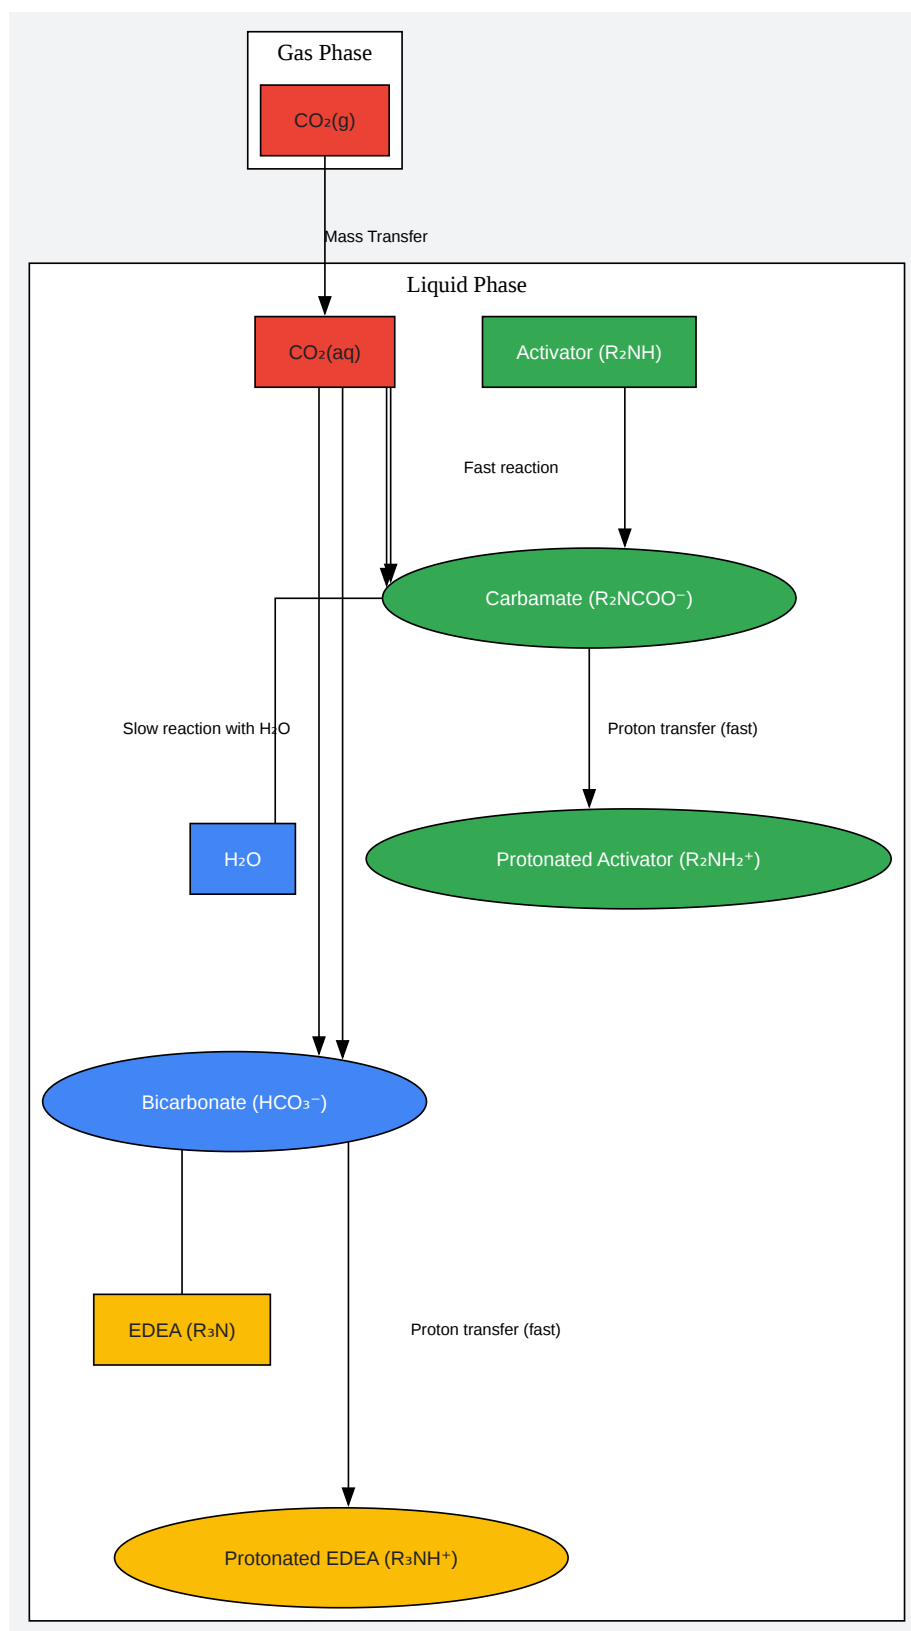 Gas Phase
CO₂(g)
Mass Transfer
Liquid Phase
CO₂(aq)
Activator (R₂NH)
Fast reaction
Carbamate (R₂NCOO⁻)
Slow reaction with H₂O
Proton transfer (fast)
H₂O
Protonated Activator (R₂NH₂⁺)
Bicarbonate (HCO₃⁻)
EDEA (R₃N)
Proton transfer (fast)
Protonated EDEA (R₃NH⁺)